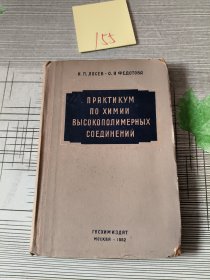 155
И. П. ЛОСЕВ · О. Я. ФЕДОТОВА
ПРАКТИКУМ
ПО ХИМИИ
ВЫСОКОПОЛИМЕРНЫХ
СОЕДИНЕНИЙ
ГОСХИМИЗДАТ
МОСКВА · 1962